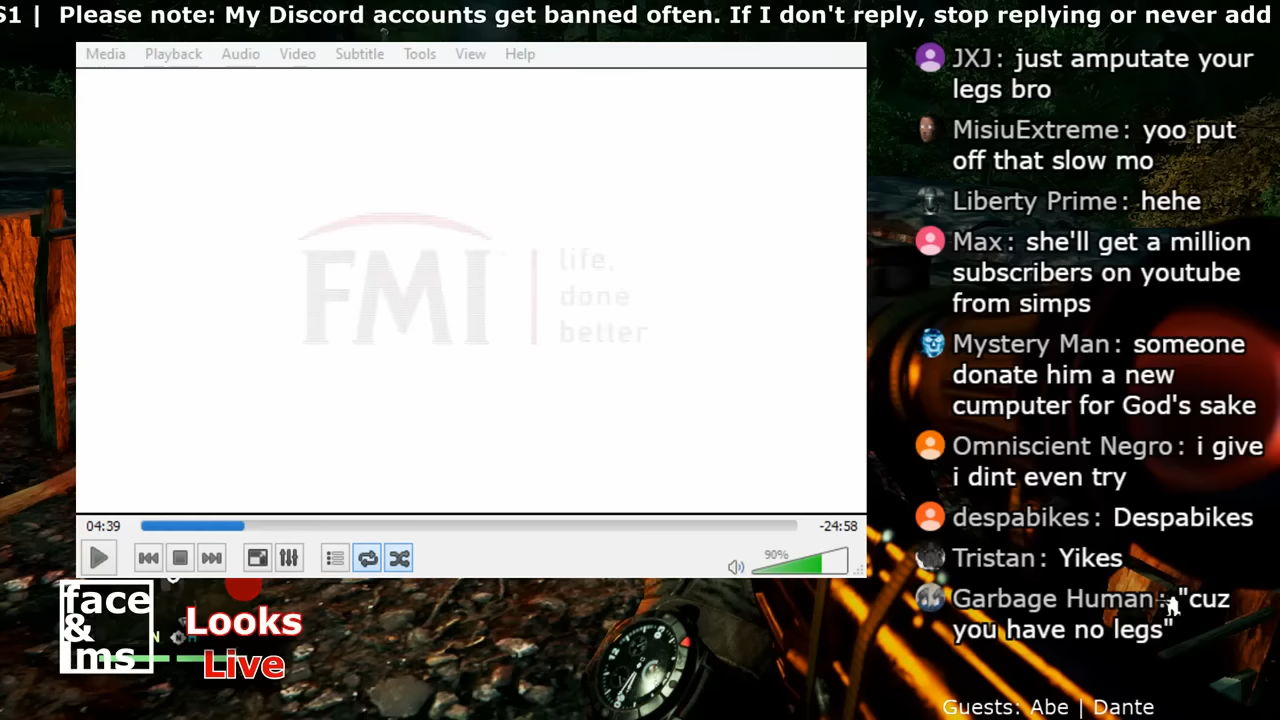 S1 | Please note: My Discord accounts get banned often. If I don't reply, stop replying or never add
Media Playback Audio Video Subtitle Tools View Help
FMI
life.
done
better
04:39
-24:58
90%
face
&
lms
Looks
Live
JXJ: just amputate your
legs bro
MisiuExtreme: yoo put
off that slow mo
Liberty Prime: hehe
Max: she'll get a million
subscribers on youtube
from simps
Mystery Man: someone
donate him a new
cumputer for God's sake
Omniscient Negro: i give
i dint even try
despabikes: Despabikes
Tristan: Yikes
Garbage Human: "cuz
you have no legs"
Guests: Abe | Dante